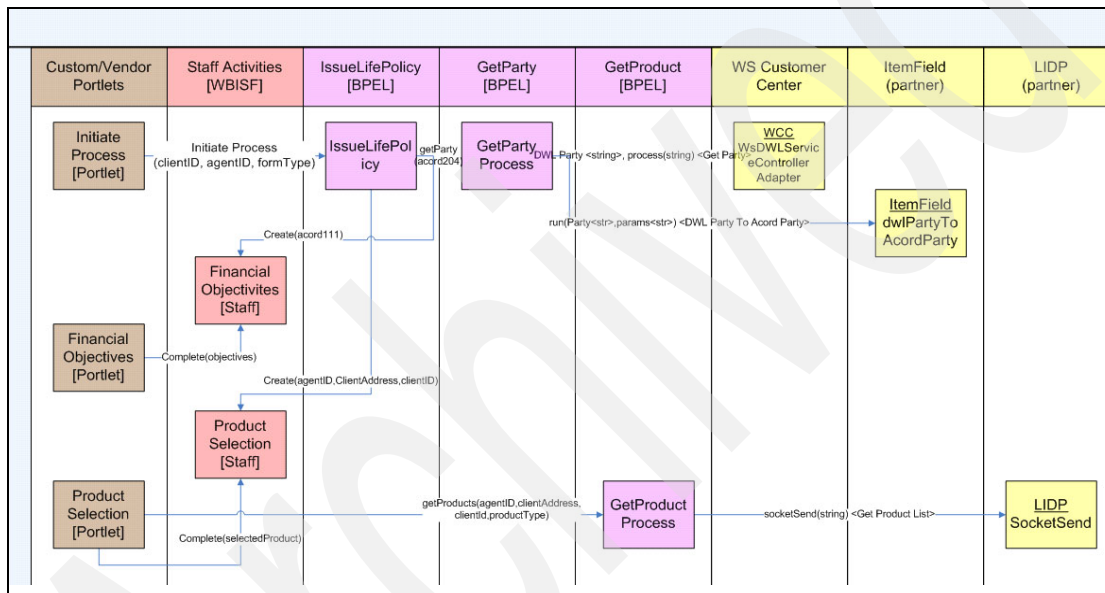 Custom/Vendor
Portlets
Staff Activities
[WBISF]
IssueLifePolicy
[BPEL]
GetParty
[BPEL]
GetProduct
[BPEL]
WS Customer
Center
ItemField
(partner)
LIDP
(partner)
Initiate
Process
[Portlet]
Initiate Process
(clientID, agentID, formType)
IssueLifePoli
cy
getParty
(acord204)
GetParty
Process
DWL Party <string>, process(string) <Get Party>
WCC
WsDWLServic
eController
Adapter
run(Party<str>,params<str>) <DWL Party To Acord Party>
ItemField
dwlPartyTo
AcordParty
Create(acord111)
Financial
Objectivites
[Staff]
Financial
Objectives
[Portlet]
Complete(objectives)
Create(agentID,ClientAddress,clientID)
Product
Selection
[Staff]
Product
Selection
[Portlet]
getProducts(agentID,clientAddress,
clientId,productType)
GetProduct
Process
socketSend(string) <Get Product List>
LIDP
SocketSend
Complete(selectedProduct)
Archived